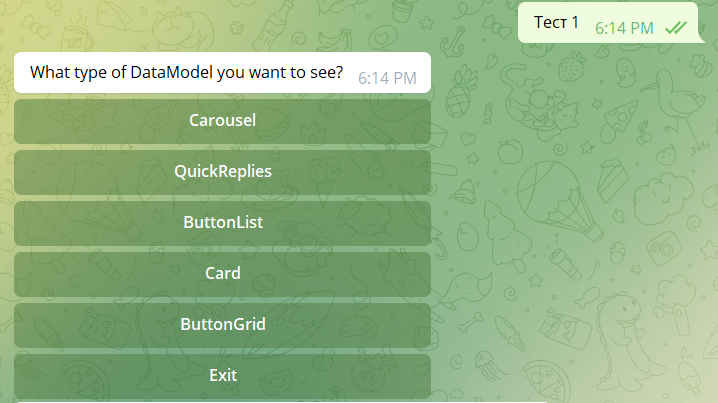 Тест 1 6:14 PM
What type of DataModel you want to see? 6:14 PM
Carousel
QuickReplies
ButtonList
Card
ButtonGrid
Exit